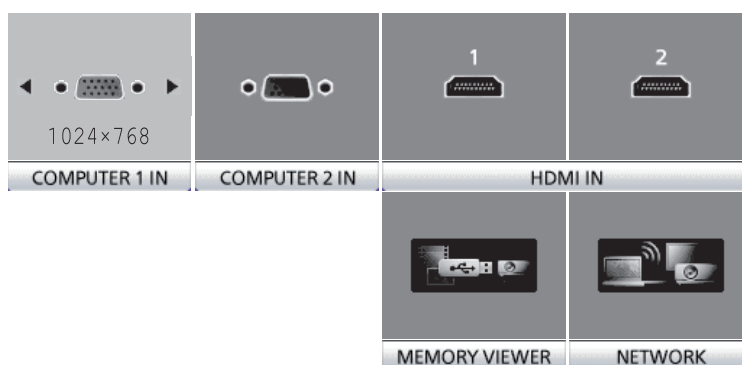 1 2
1024×768
COMPUTER 1 IN COMPUTER 2 IN HDMI IN
MEMORY VIEWER NETWORK